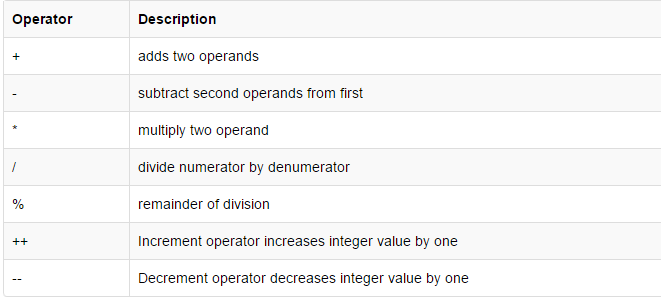 Operator Description
+ adds two operands
- subtract second operands from first
* multiply two operand
/ divide numerator by denumerator
% remainder of division
++ Increment operator increases integer value by one
-- Decrement operator decreases integer value by one